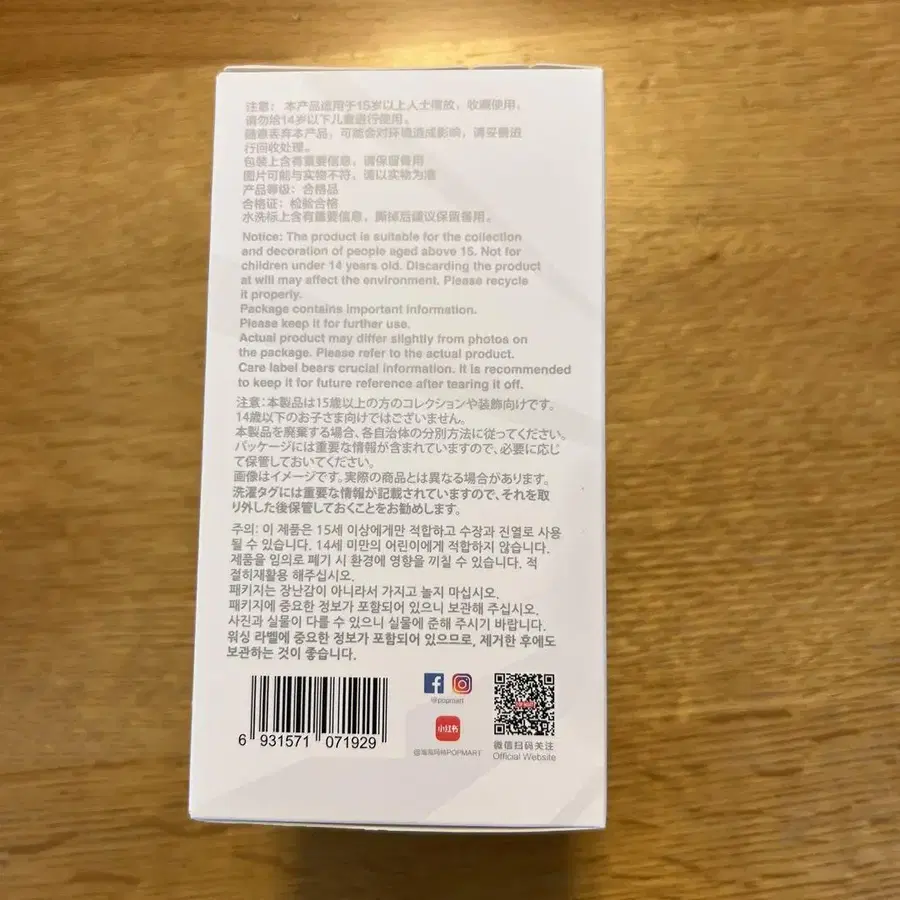 注意： 本产品适用于15岁以上人士摆放，收藏使用，
请勿给14岁以下儿童进行使用。
随意丢弃本产品，可能会对环境造成影响，请妥善进
行回收处理。
包装上含有重要信息，请保留备用
图片可能与实物不符，请以实物为准
产品等级：合格品
合格证：检验合格
水洗标上含有重要信息，撕掉后建议保留备用。
Notice: The product is suitable for the collection
and decoration of people aged above 15. Not for
children under 14 years old. Discarding the product
at will may affect the environment. Please recycle
it properly.
Package contains important information.
Please keep it for further use.
Actual product may differ slightly from photos on
the package. Please refer to the actual product.
Care label bears crucial information. It is recommended
to keep it for future reference after tearing it off.
注意：本製品は15歳以上の方のコレクションや装飾向けです。
14歳以下のお子さま向けではございません。
本製品を廃棄する場合、各自治体の分別方法に従ってください。
パッケージには重要な情報が含まれていますので、必要に応じ
て保管しておいてください。
画像はイメージです。実際の商品とは異なる場合があります。
洗濯タグには重要な情報が記載されていますので、それを取
り外した後保管しておくことをお勧めします。
주의: 이 제품은 15세 이상에게만 적합하고 수장과 진열로 사용
될 수 있습니다. 14세 미만의 어린이에게 적합하지 않습니다.
제품을 임의로 폐기 시 환경에 영향을 끼칠 수 있습니다. 적
절히재활용 해주십시오.
패키지는 장난감이 아니라서 가지고 놀지 마십시오.
패키지에 중요한 정보가 포함되어 있으니 보관해 주십시오.
사진과 실물이 다를 수 있으니 실물에 준해 주시기 바랍니다.
워싱 라벨에 중요한 정보가 포함되어 있으므로, 제거한 후에도
보관하는 것이 좋습니다.
6 931571 071929
@popmart
小红书
@泡泡玛特POPMART
微信扫码关注
Official Website